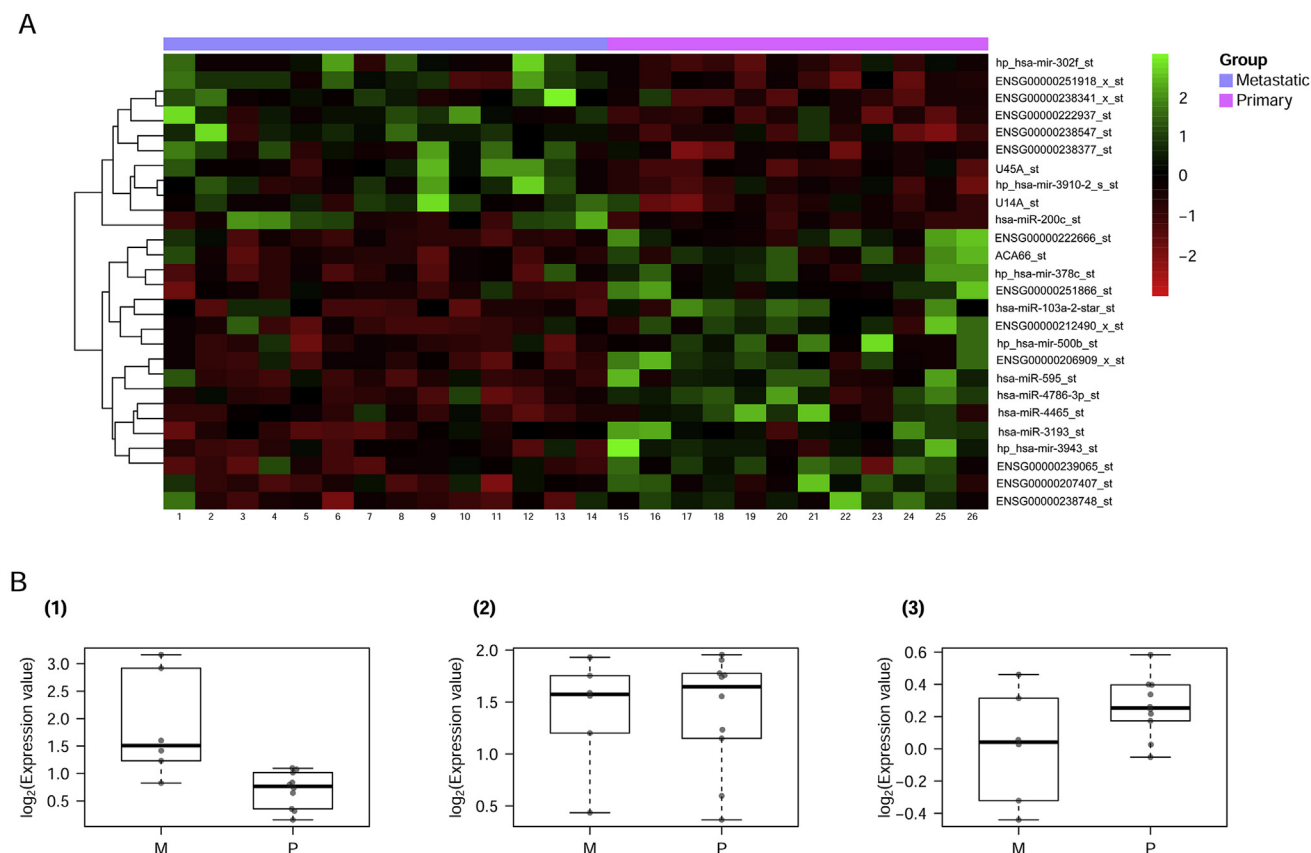 A
hp_hsa-mir-302f_st
ENSG00000251918_x_st
ENSG00000238341_x_st
ENSG00000222937_st
ENSG00000238547_st
ENSG00000238377_st
U45A_st
hp_hsa-mir-3910-2_s_st
U14A_st
hsa-miR-200c_st
ENSG00000222666_st
ACA66_st
hp_hsa-mir-378c_st
ENSG00000251866_st
hsa-miR-103a-2-star_st
ENSG00000212490_x_st
hp_hsa-mir-500b_st
ENSG00000206909_x_st
hsa-miR-595_st
hsa-miR-4786-3p_st
hsa-miR-4465_st
hsa-miR-3193_st
hp_hsa-mir-3943_st
ENSG00000239065_st
ENSG00000207407_st
ENSG00000238748_st
1 2 3 4 5 6 7 8 9 10 11 12 13 14 15 16 17 18 19 20 21 22 23 24 25 26
2
1
0
−1
−2
Group
Metastatic
Primary
B
(1)
log2(Expression value)
3.0
2.5
2.0
1.5
1.0
0.5
M P
(2)
log2(Expression value)
2.0
1.5
1.0
0.5
M P
(3)
log2(Expression value)
0.6
0.4
0.2
0.0
−0.2
−0.4
M P